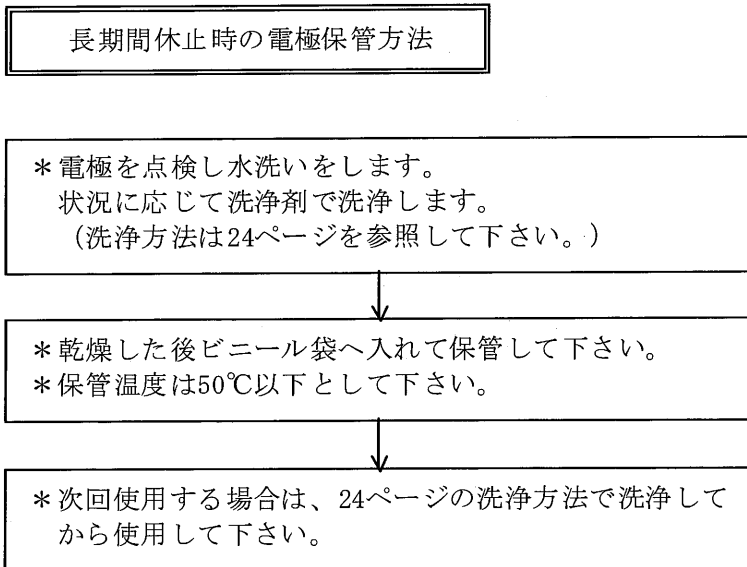 長期間休止時の電極保管方法
＊電極を点検し水洗いをします。
状況に応じて洗浄剤で洗浄します。
（洗浄方法は24ページを参照して下さい。）
＊乾燥した後ビニール袋へ入れて保管して下さい。
＊保管温度は50℃以下として下さい。
＊次回使用する場合は、24ページの洗浄方法で洗浄して
から使用して下さい。